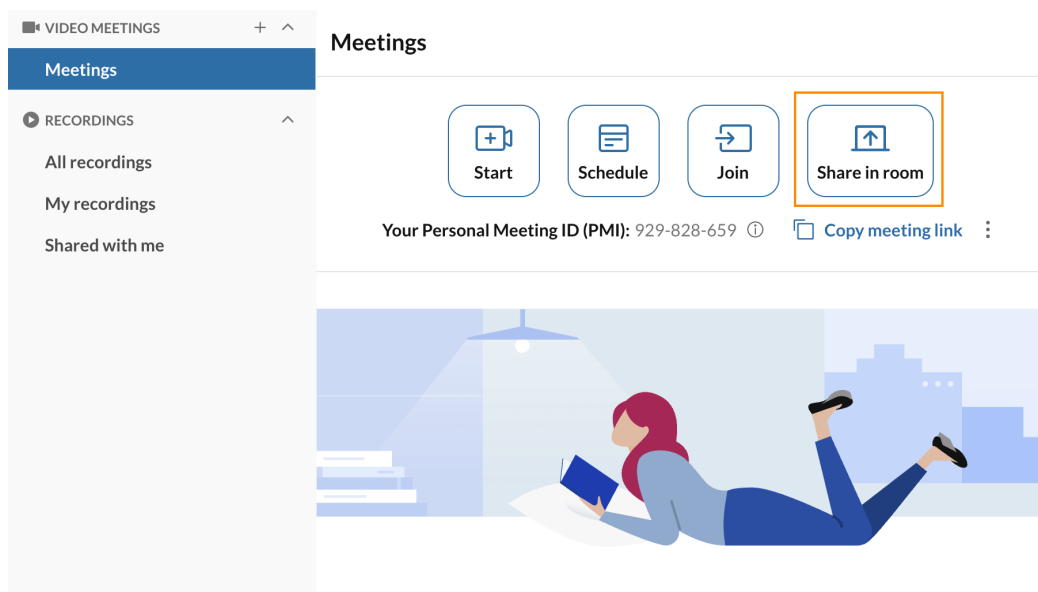 VIDEO MEETINGS
Meetings
RECORDINGS
All recordings
My recordings
Shared with me
Meetings
Start
Schedule
Join
Share in room
Your Personal Meeting ID (PMI): 929-828-659
Copy meeting link